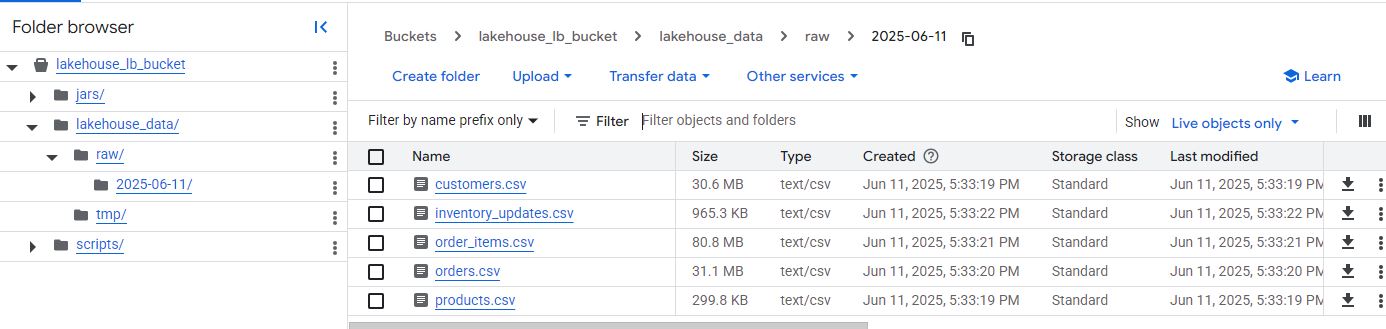 Folder browser
lakehouse_lb_bucket
jars/
lakehouse_data/
raw/
2025-06-11/
tmp/
scripts/
Buckets lakehouse_lb_bucket lakehouse_data raw 2025-06-11
Create folder Upload Transfer data Other services Learn
Filter by name prefix only Filter Filter objects and folders Show Live objects only
Name Size Type Created Storage class Last modified
customers.csv 30.6 MB text/csv Jun 11, 2025, 5:33:19 PM Standard Jun 11, 2025, 5:33:19 PM
inventory_updates.csv 965.3 KB text/csv Jun 11, 2025, 5:33:22 PM Standard Jun 11, 2025, 5:33:22 PM
order_items.csv 80.8 MB text/csv Jun 11, 2025, 5:33:21 PM Standard Jun 11, 2025, 5:33:21 PM
orders.csv 31.1 MB text/csv Jun 11, 2025, 5:33:20 PM Standard Jun 11, 2025, 5:33:20 PM
products.csv 299.8 KB text/csv Jun 11, 2025, 5:33:19 PM Standard Jun 11, 2025, 5:33:19 PM